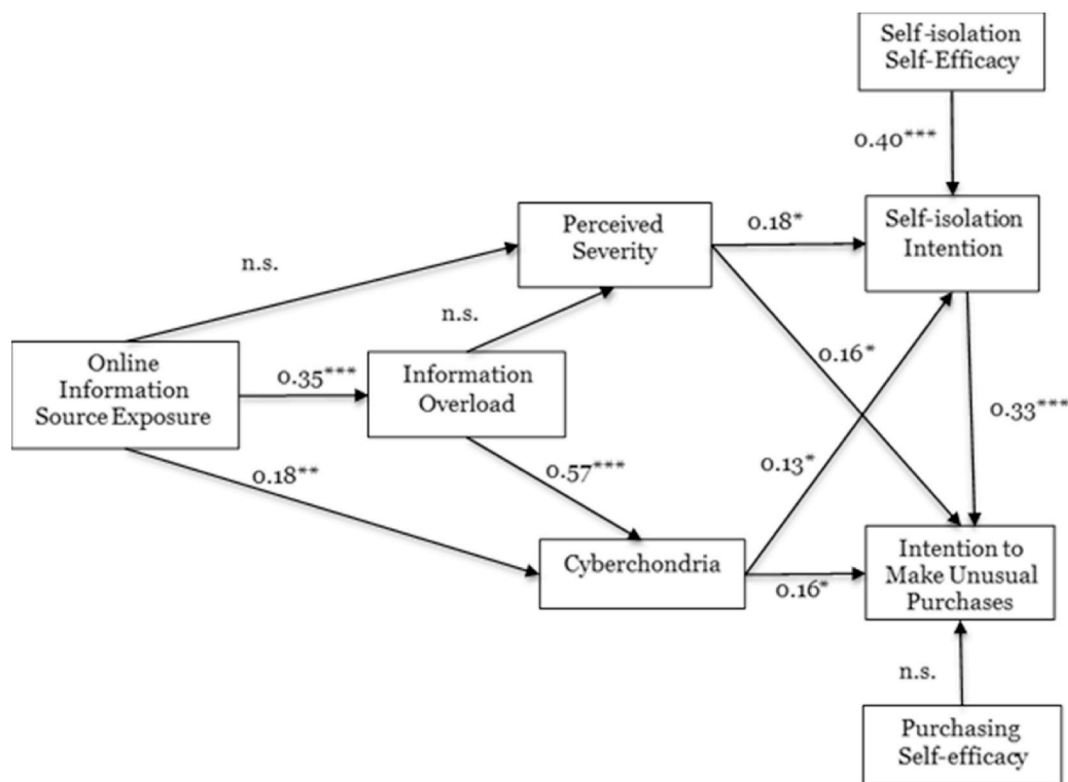 Self-isolation
Self-Efficacy
0.40***
Perceived
Severity
0.18*
Self-isolation
Intention
n.s.
n.s.
Online
Information
Source Exposure
0.35***
Information
Overload
0.16*
0.33***
0.18**
0.57***
0.13*
Cyberchondria
0.16*
Intention to
Make Unusual
Purchases
n.s.
Purchasing
Self-efficacy